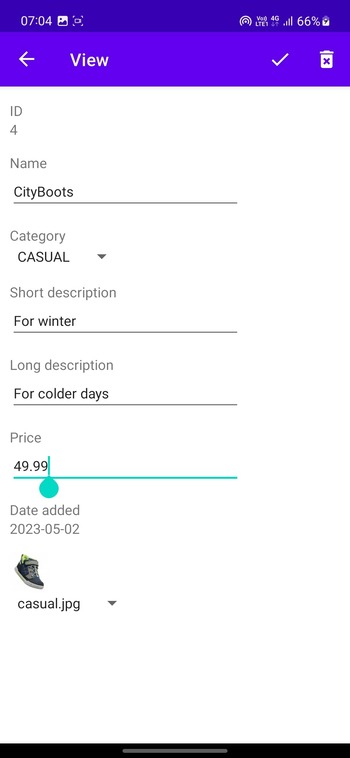 07:04 Vo) LTE1 4G 66%
View
ID
4
Name
CityBoots
Category
CASUAL
Short description
For winter
Long description
For colder days
Price
49.99
Date added
2023-05-02
casual.jpg